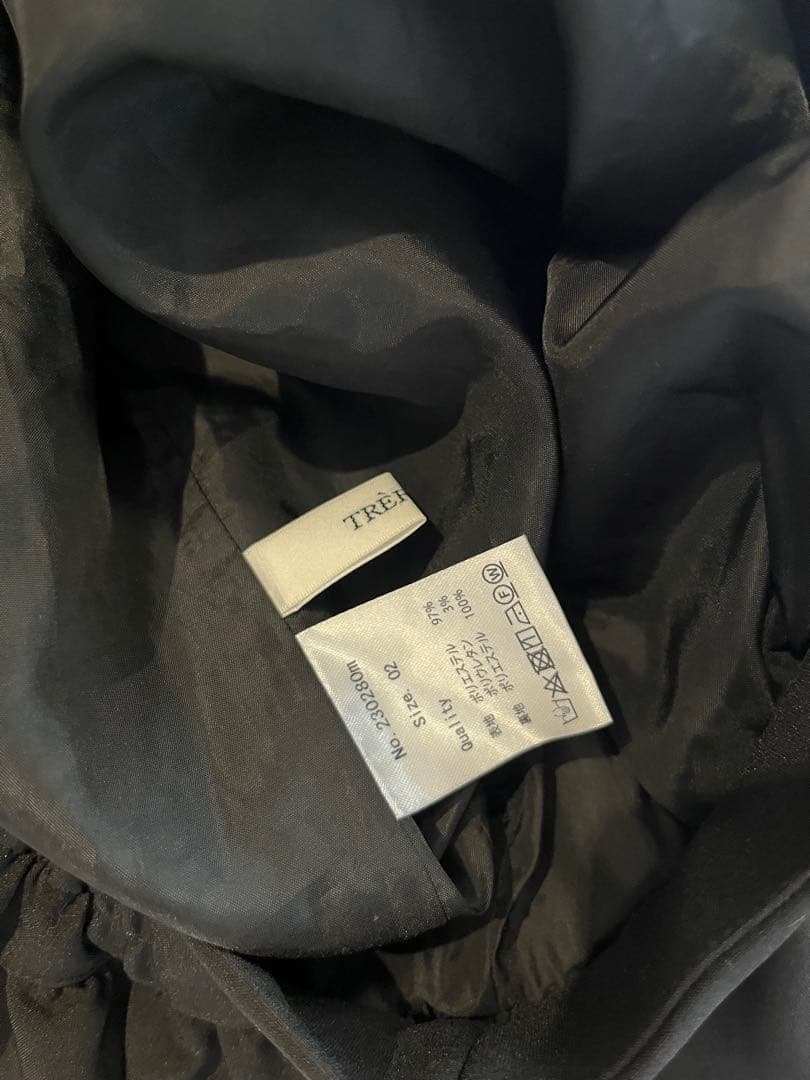 TRÈ
No. 230280m
Size. 02
Quality
表地 ポリエステル 97%
ポリウレタン 3%
裏地 ポリエステル 100%
F W